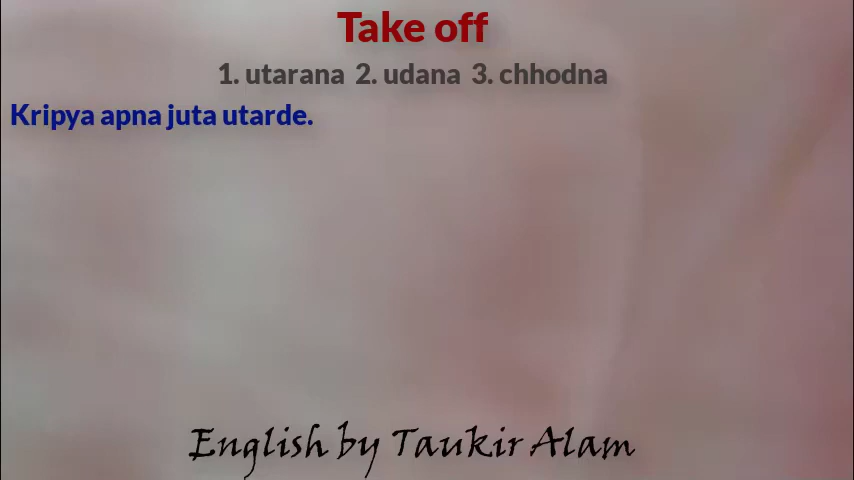 Take off
1. utarana 2. udana 3. chhodna
Kripya apna juta utarde.
English by Taukir Alam